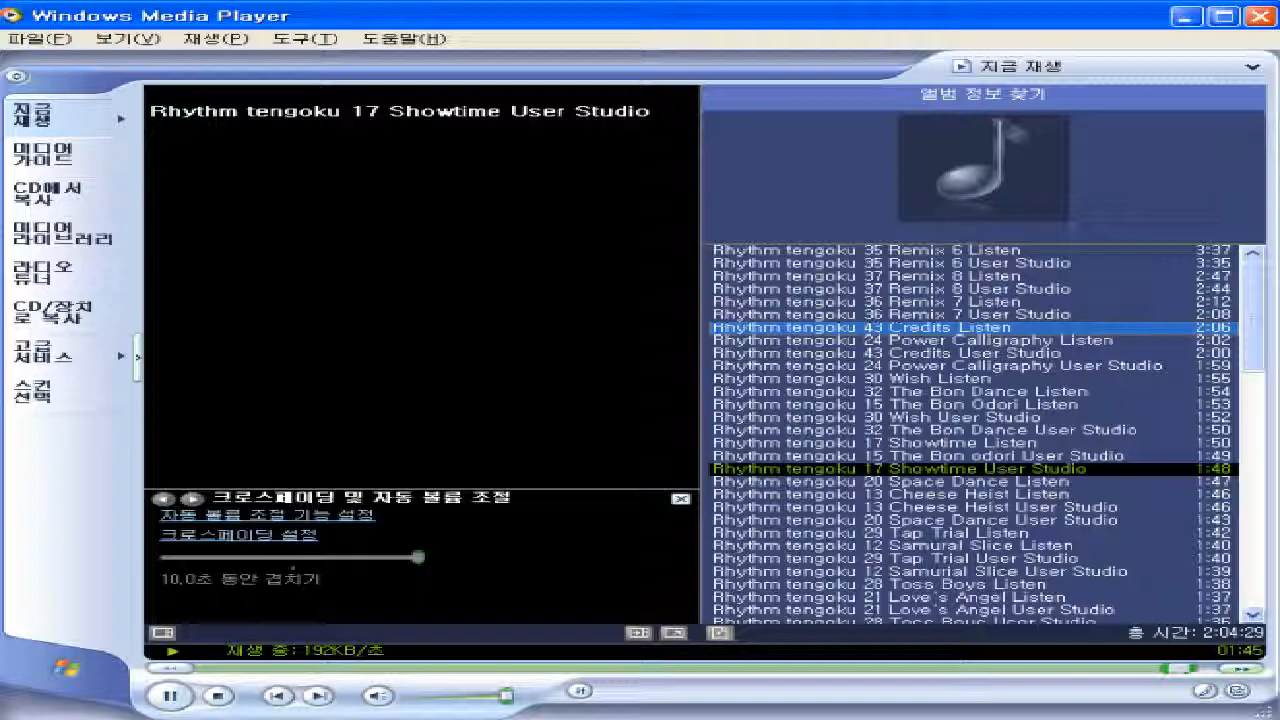 Windows Media Player
파일(F) 보기(V) 재생(P) 도구(T) 도움말(H)
지금 재생
지금
재생
미디어
가이드
CD에서
복사
미디어
라이브러리
라디오
튜너
CD/장치
로 복사
고급
서비스
스킨
선택
Rhythm tengoku 17 Showtime User Studio
앨범 정보 찾기
Rhythm tengoku 35 Remix 6 Listen 3:37
Rhythm tengoku 35 Remix 6 User Studio 3:35
Rhythm tengoku 37 Remix 8 Listen 2:47
Rhythm tengoku 37 Remix 8 User Studio 2:44
Rhythm tengoku 36 Remix 7 Listen 2:12
Rhythm tengoku 36 Remix 7 User Studio 2:08
Rhythm tengoku 43 Credits Listen 2:06
Rhythm tengoku 24 Power Calligraphy Listen 2:02
Rhythm tengoku 43 Credits User Studio 2:00
Rhythm tengoku 24 Power Calligraphy User Studio 1:59
Rhythm tengoku 30 Wish Listen 1:55
Rhythm tengoku 32 The Bon Dance Listen 1:54
Rhythm tengoku 15 The Bon Odori Listen 1:53
Rhythm tengoku 30 Wish User Studio 1:52
Rhythm tengoku 32 The Bon Dance User Studio 1:50
Rhythm tengoku 17 Showtime Listen 1:50
Rhythm tengoku 15 The Bon odori User Studio 1:49
Rhythm tengoku 17 Showtime User Studio 1:48
Rhythm tengoku 20 Space Dance Listen 1:47
Rhythm tengoku 13 Cheese Heist Listen 1:46
Rhythm tengoku 13 Cheese Heist User Studio 1:46
Rhythm tengoku 20 Space Dance User Studio 1:43
Rhythm tengoku 29 Tap Trial Listen 1:42
Rhythm tengoku 12 Samurai Slice Listen 1:40
Rhythm tengoku 29 Tap Trial User Studio 1:40
Rhythm tengoku 12 Samurial Slice User Studio 1:39
Rhythm tengoku 28 Toss Boys Listen 1:38
Rhythm tengoku 21 Love's Angel Listen 1:37
Rhythm tengoku 21 Love's Angel User Studio 1:37
Rhythm tengoku 28 Toss Boys User Studio 1:35
크로스페이딩 및 자동 볼륨 조절
자동 볼륨 조절 기능 설정
크로스페이딩 설정
10.0초 동안 겹치기
총 시간: 2:04:29
재생 중: 192KB/초 01:45